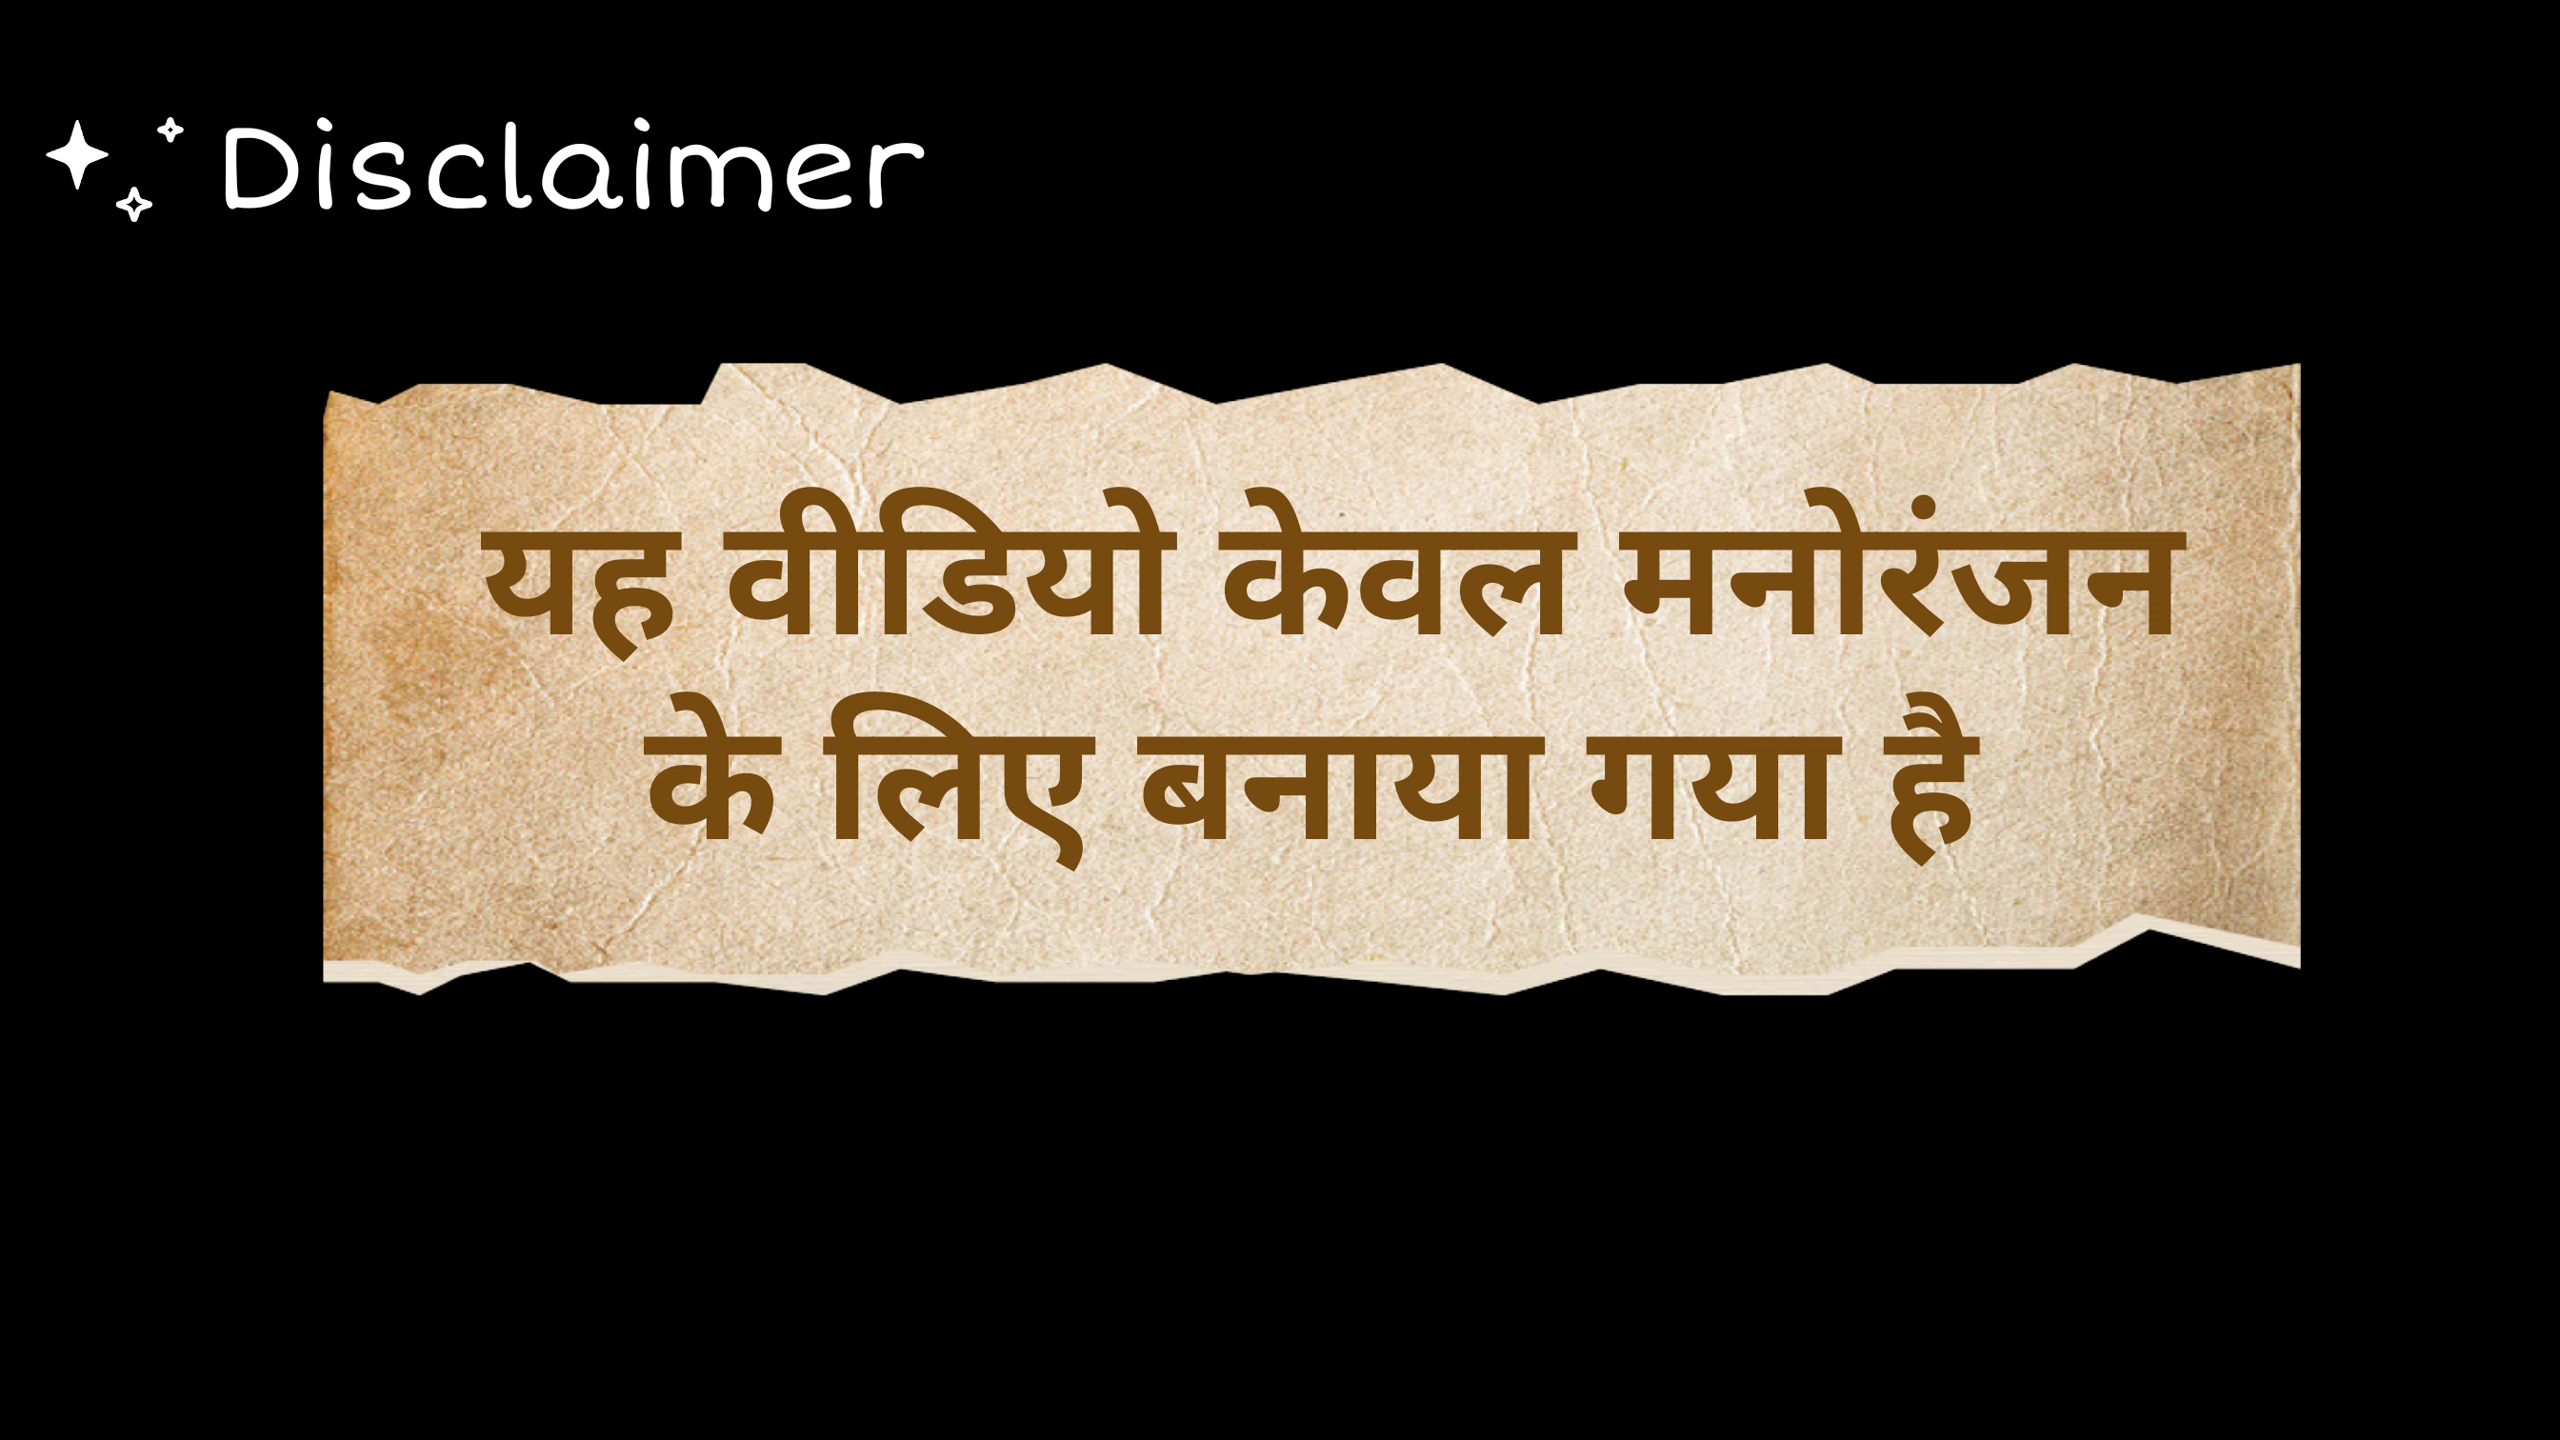 Disclaimer
यह वीडियो केवल मनोरंजन
के लिए बनाया गया है